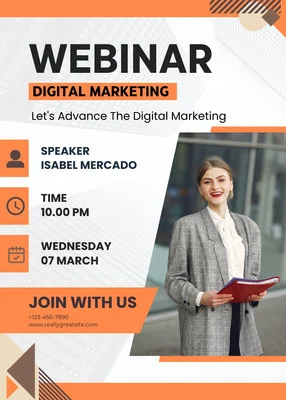 WEBINAR
DIGITAL MARKETING
Let's Advance The Digital Marketing
SPEAKER
ISABEL MERCADO
TIME
10.00 PM
WEDNESDAY
07 MARCH
JOIN WITH US
+123-456-7890
www.reallygreatsite.com